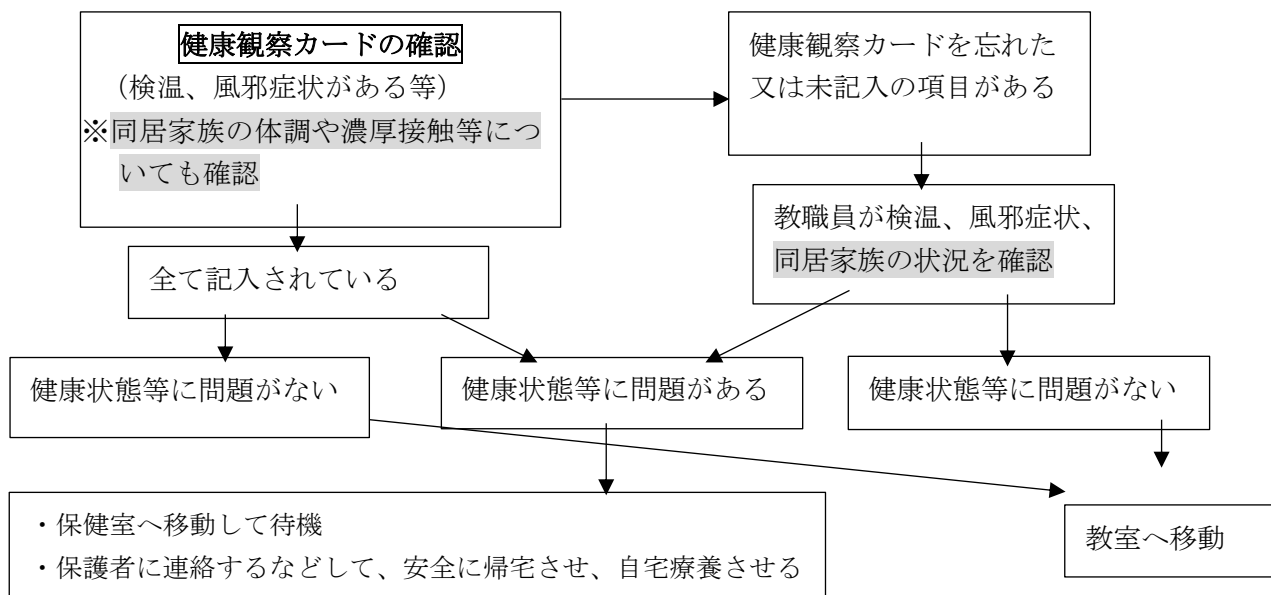 健康観察カードの確認
（検温、風邪症状がある等）
※同居家族の体調や濃厚接触等につ
いても確認
健康観察カードを忘れた
又は未記入の項目がある
教職員が検温、風邪症状、
同居家族の状況を確認
全て記入されている
健康状態等に問題がない
健康状態等に問題がある
健康状態等に問題がない
・保健室へ移動して待機
・保護者に連絡するなどして、安全に帰宅させ、自宅療養させる
教室へ移動